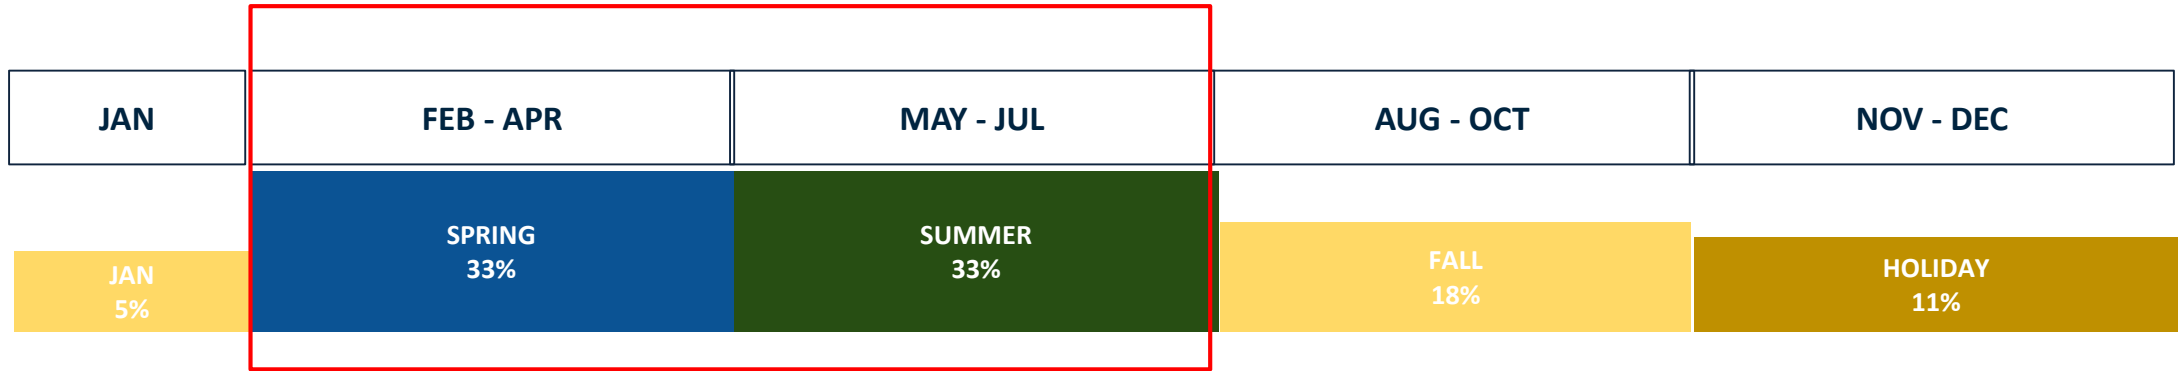 JAN
FEB - APR
MAY - JUL
AUG - OCT
NOV - DEC
JAN
5%
SPRING
33%
SUMMER
33%
FALL
18%
HOLIDAY
11%